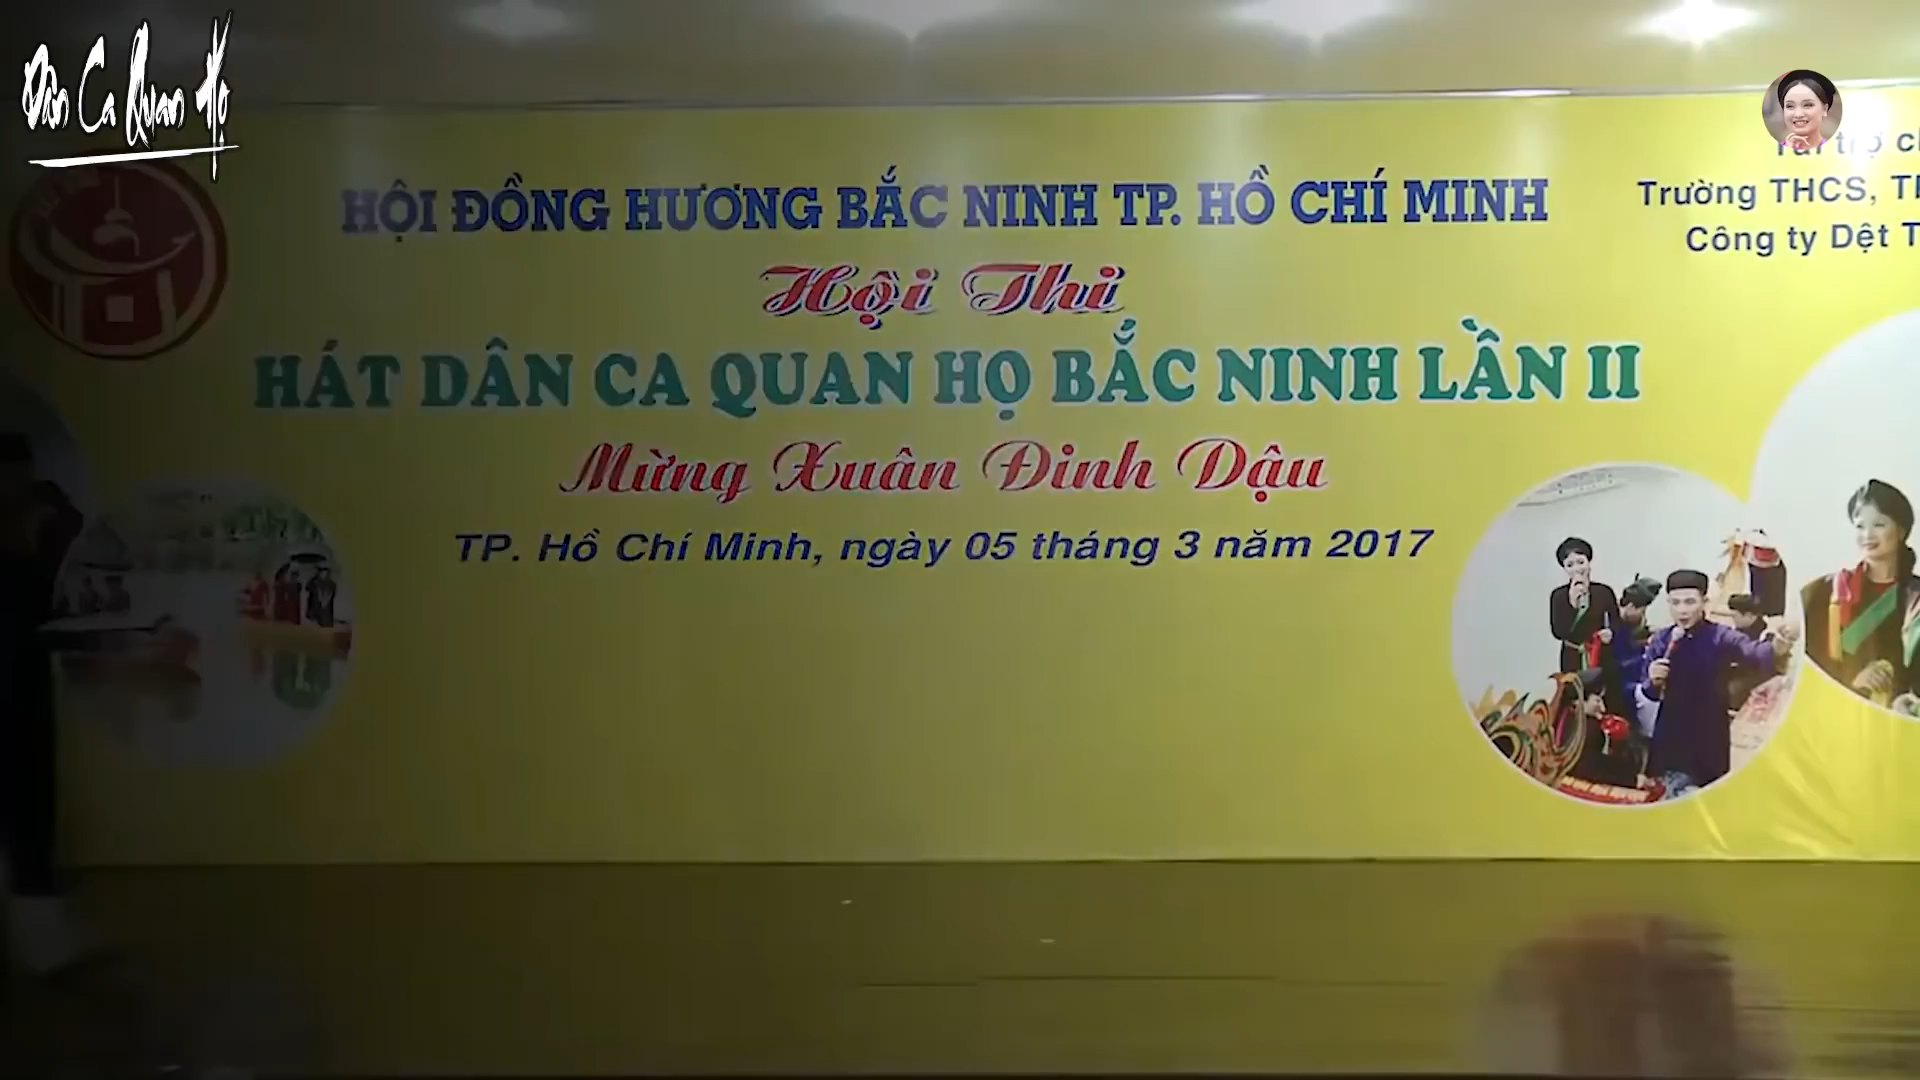 Dân Ca Quan Họ
HỘI ĐỒNG HƯƠNG BẮC NINH TP. HỒ CHÍ MINH
Hội Thi
HÁT DÂN CA QUAN HỌ BẮC NINH LẦN II
Mừng Xuân Đinh Dậu
TP. Hồ Chí Minh, ngày 05 tháng 3 năm 2017
Tài trợ
Trường THCS,
Công ty Dệt